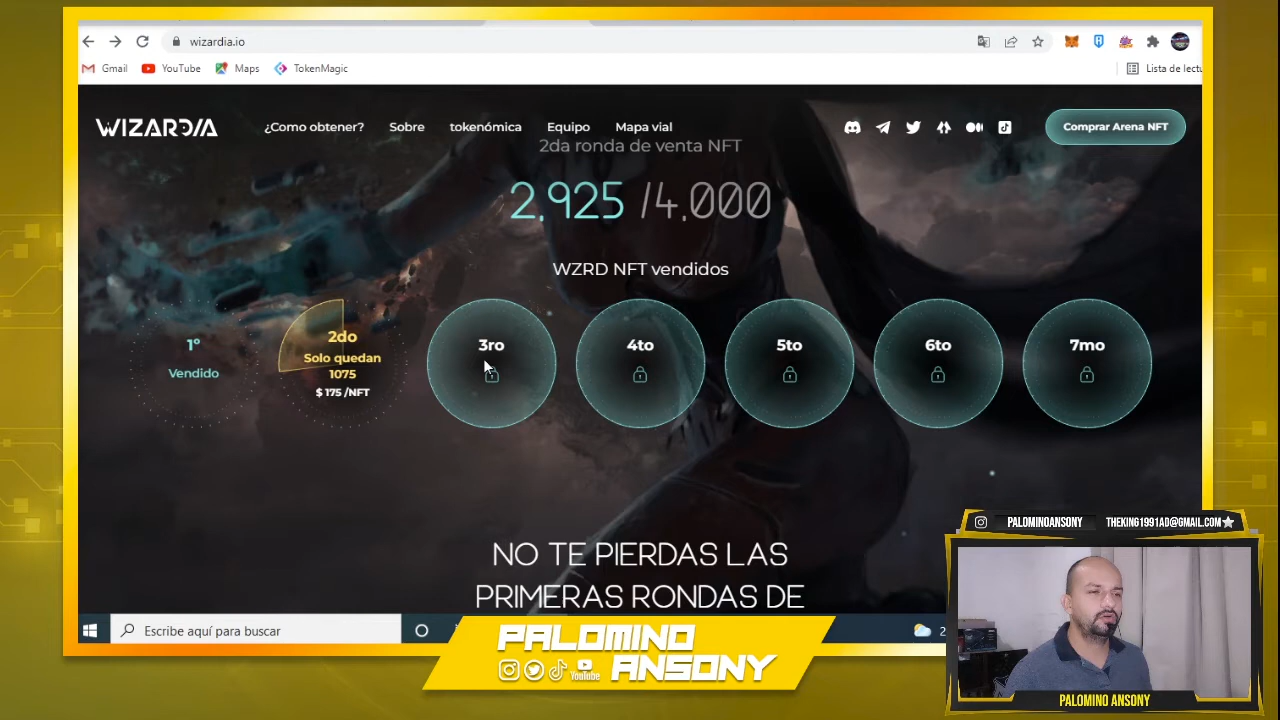 wizardia.io
Gmail YouTube Maps TokenMagic Lista de lectu
WIZARDIA ¿Como obtener? Sobre tokenómica Equipo Mapa vial Comprar Arena NFT
2da ronda de venta NFT
2,925 /4,000
WZRD NFT vendidos
1º
Vendido
2do
Solo quedan
1075
$ 175 /NFT
3ro
4to
5to
6to
7mo
NO TE PIERDAS LAS
PRIMERAS RONDAS DE
Escribe aquí para buscar
2
PALOMINO
ANSONY
YouTube
PALOMINOANSONY THEKING1991AD@GMAIL.COM
PALOMINO ANSONY